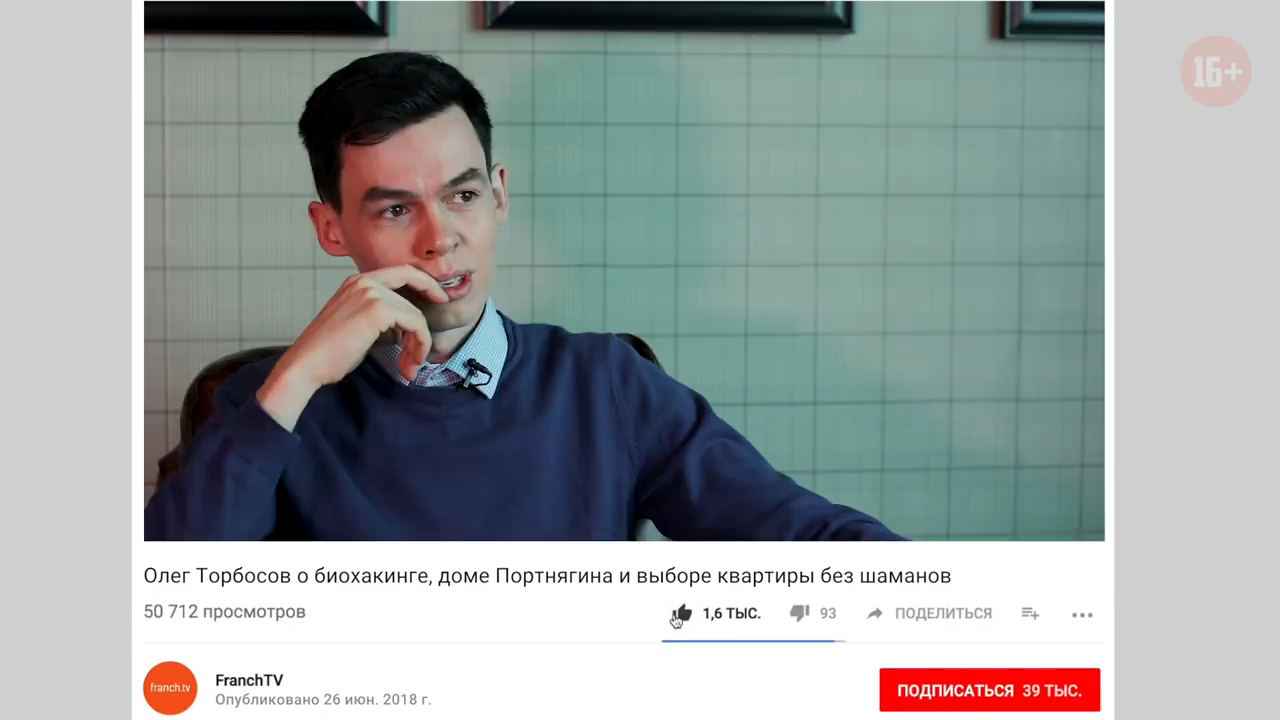 16+
Олег Торбосов о биохакинге, доме Портнягина и выборе квартиры без шаманов
50 712 просмотров
1,6 ТЫС.
93
ПОДЕЛИТЬСЯ
franch.tv
FranchTV
Опубликовано 26 июн. 2018 г.
ПОДПИСАТЬСЯ 39 ТЫС.